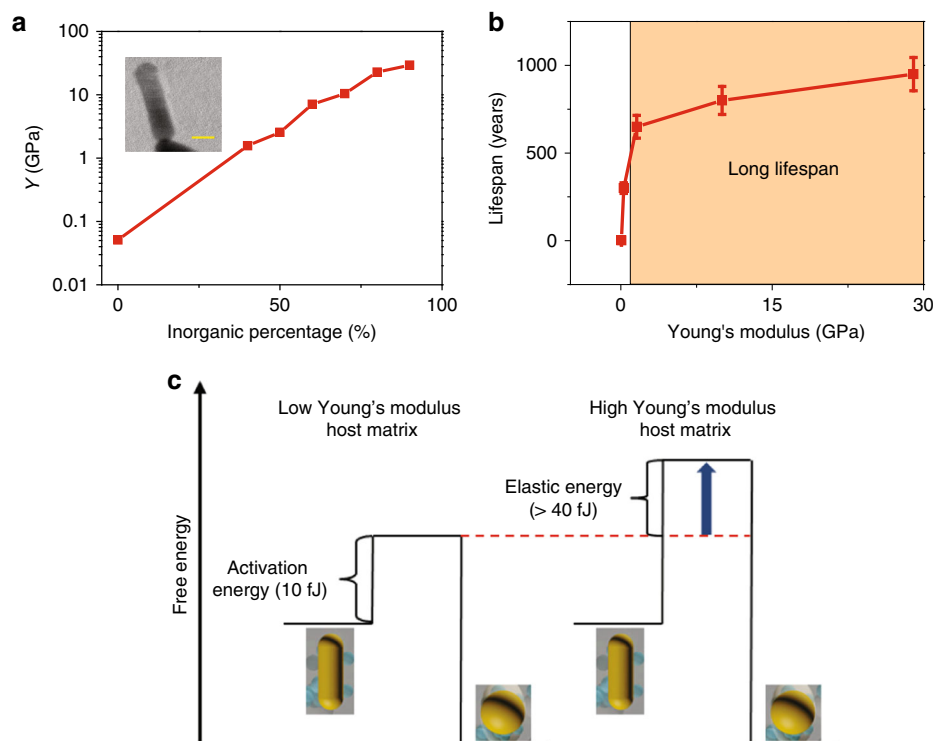 a
100
10
1
0.1
0.01
Y (GPa)
0
50
100
Inorganic percentage (%)
b
1000
500
0
Lifespan (years)
Long lifespan
0
15
30
Young's modulus (GPa)
c
Free energy
Low Young's modulus
host matrix
High Young's modulus
host matrix
Elastic energy
(> 40 fJ)
Activation
energy (10 fJ)